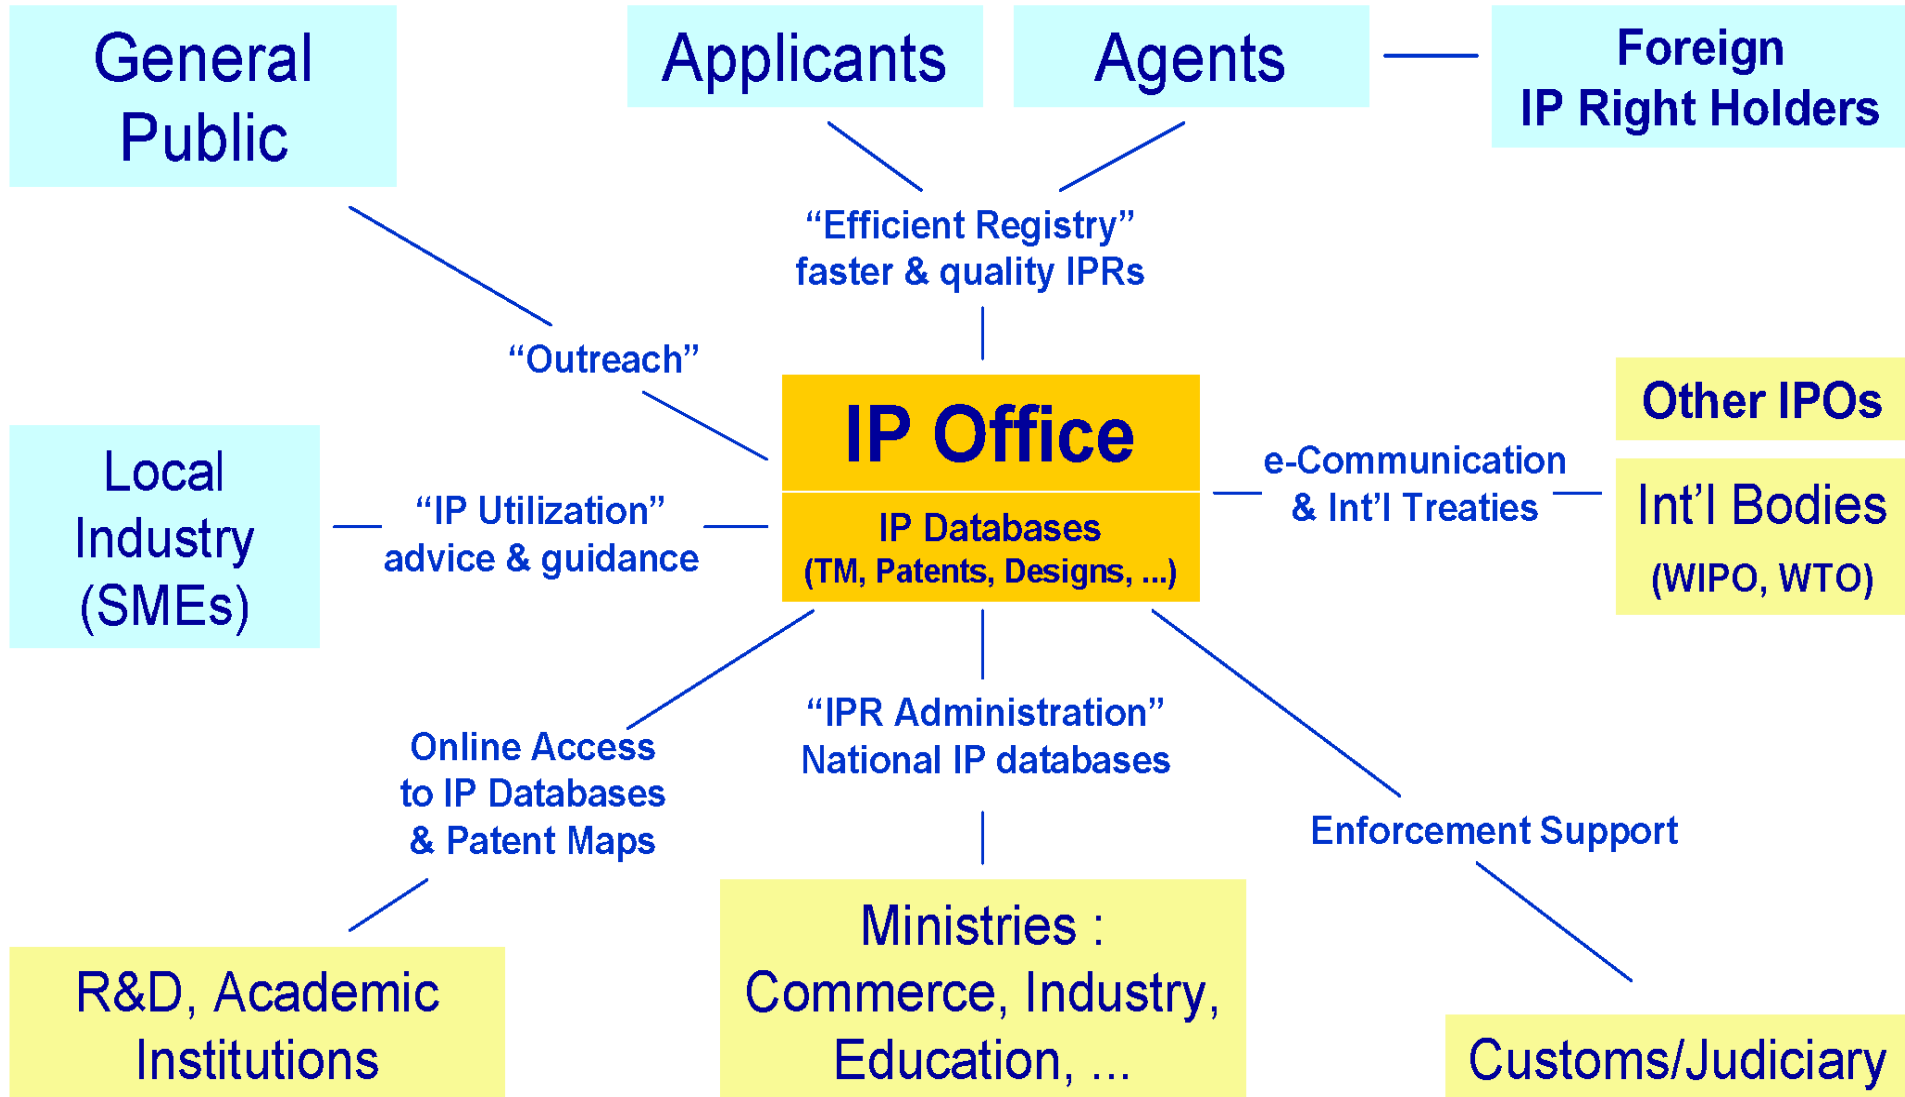 General
Public
Applicants
Agents
Foreign
IP Right Holders
“Efficient Registry”
faster & quality IPRs
“Outreach”
IP Office
IP Databases
(TM, Patents, Designs, ...)
Other IPOs
e-Communication
& Int’l Treaties
Int’l Bodies
(WIPO, WTO)
Local
Industry
(SMEs)
“IP Utilization”
advice & guidance
Online Access
to IP Databases
& Patent Maps
“IPR Administration”
National IP databases
Enforcement Support
R&D, Academic
Institutions
Ministries :
Commerce, Industry,
Education, ...
Customs/Judiciary